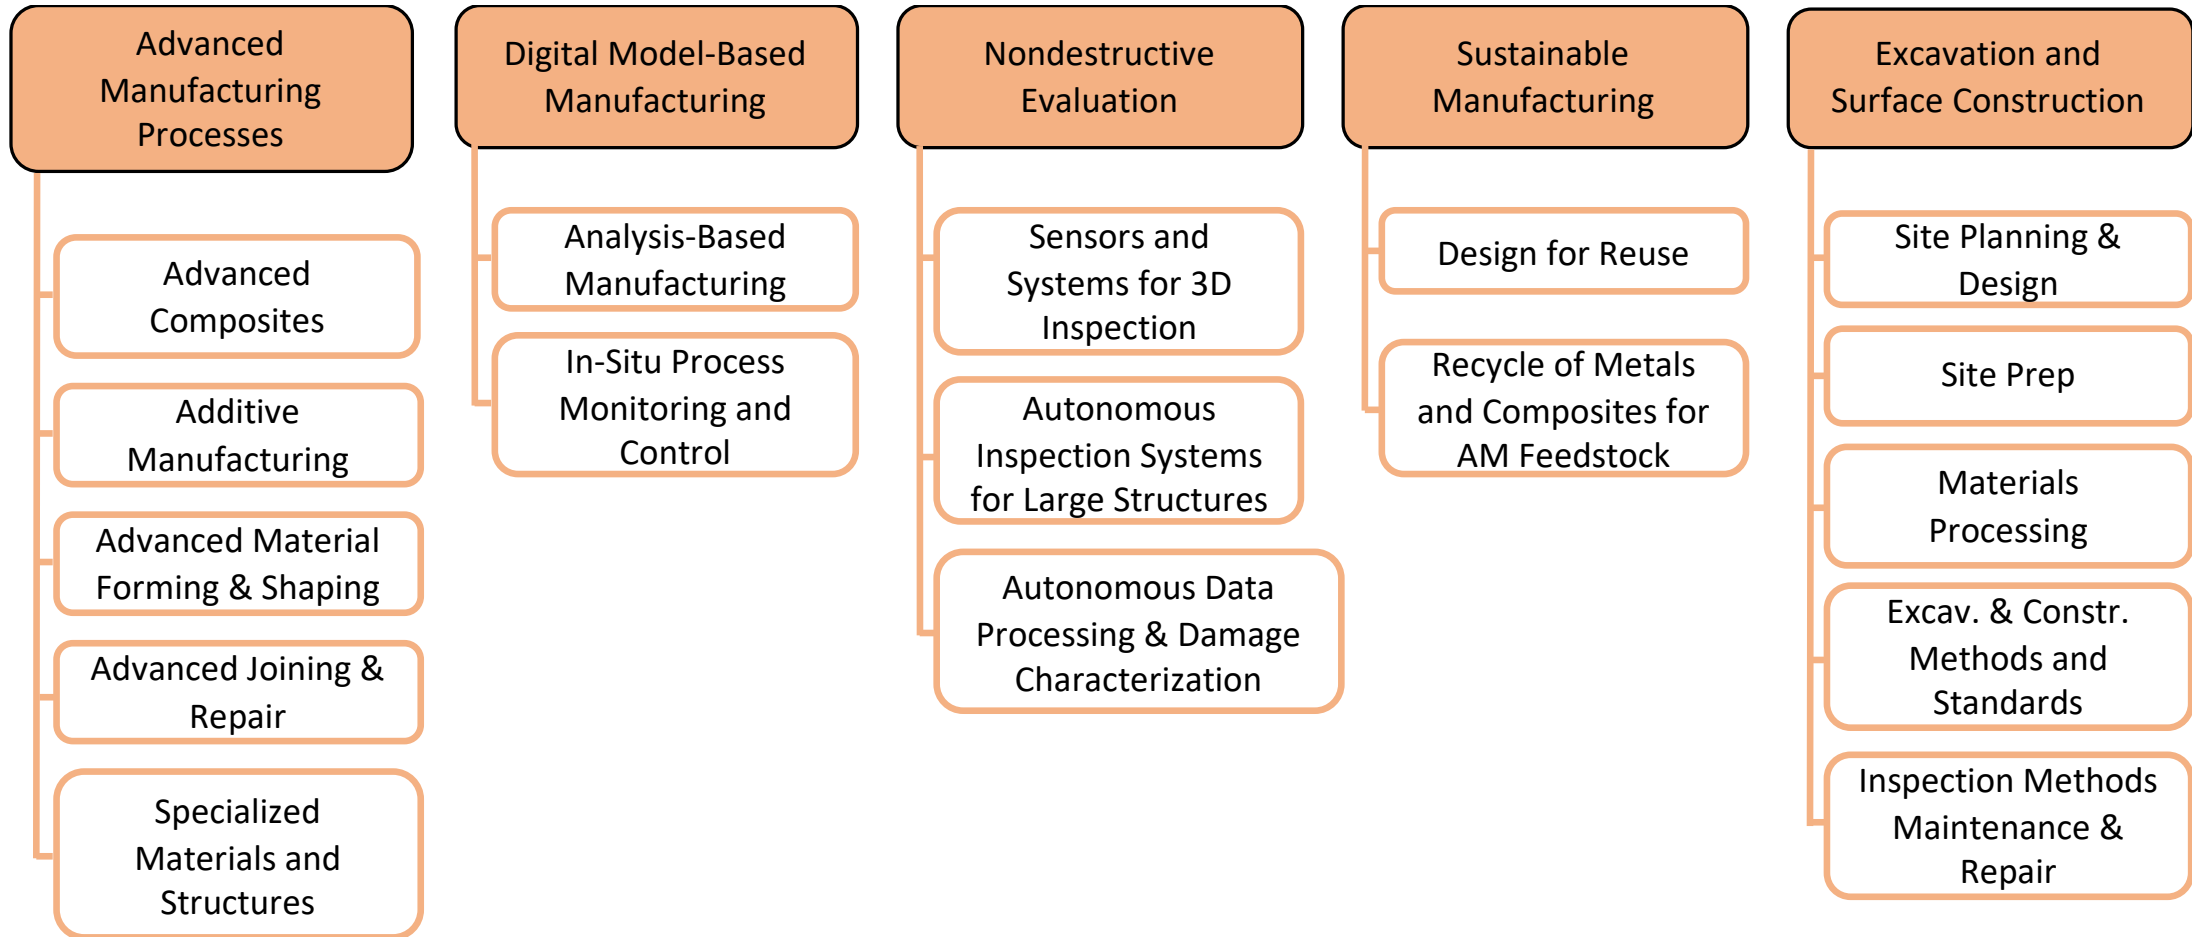 Advanced
Manufacturing
Processes
Advanced
Composites
Additive
Manufacturing
Advanced Material
Forming & Shaping
Advanced Joining &
Repair
Specialized
Materials and
Structures
Digital Model-Based
Manufacturing
Analysis-Based
Manufacturing
In-Situ Process
Monitoring and
Control
Nondestructive
Evaluation
Sensors and
Systems for 3D
Inspection
Autonomous
Inspection Systems
for Large Structures
Autonomous Data
Processing & Damage
Characterization
Sustainable
Manufacturing
Design for Reuse
Recycle of Metals
and Composites for
AM Feedstock
Excavation and
Surface Construction
Site Planning &
Design
Site Prep
Materials
Processing
Excav. & Constr.
Methods and
Standards
Inspection Methods
Maintenance &
Repair